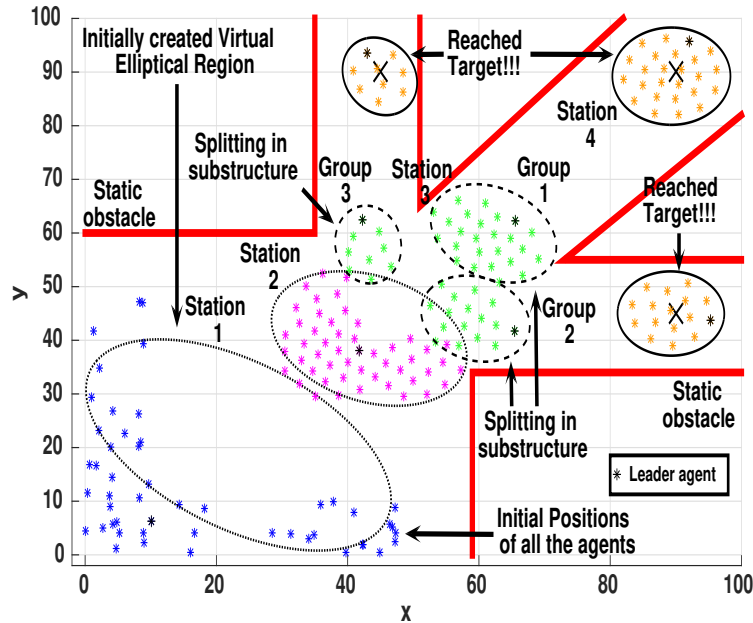 Initially created Virtual
Elliptical Region
Reached
Target!!!
Station
4
Splitting in
substructure
Group
3
Station
3
Group
1
Reached
Target!!!
Static
obstacle
Station
2
Station
1
Group
2
Splitting in
substructure
Static
obstacle
Leader agent
Initial Positions
of all the agents
100
90
80
70
60
50
40
30
20
10
0
y
0
20
40
60
80
100
x